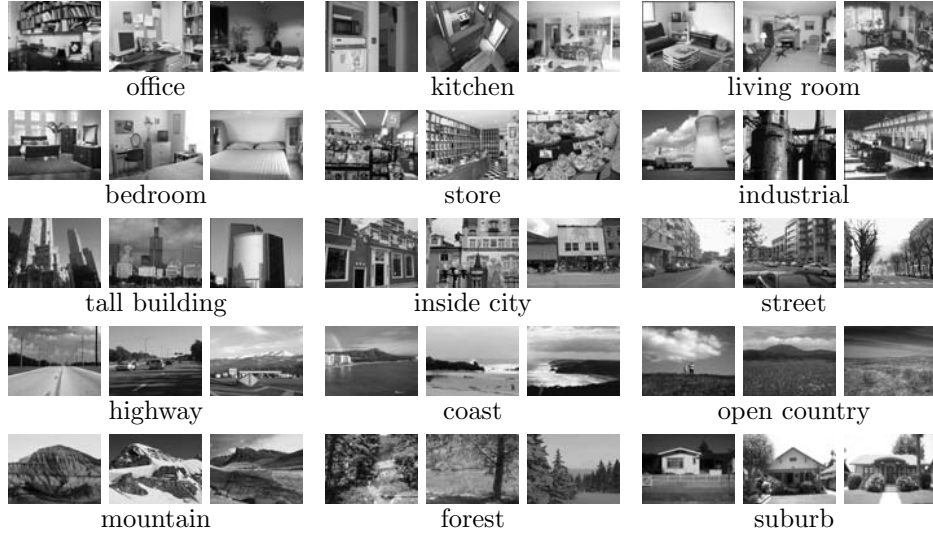 office kitchen living room
bedroom store industrial
tall building inside city street
highway coast open country
mountain forest suburb